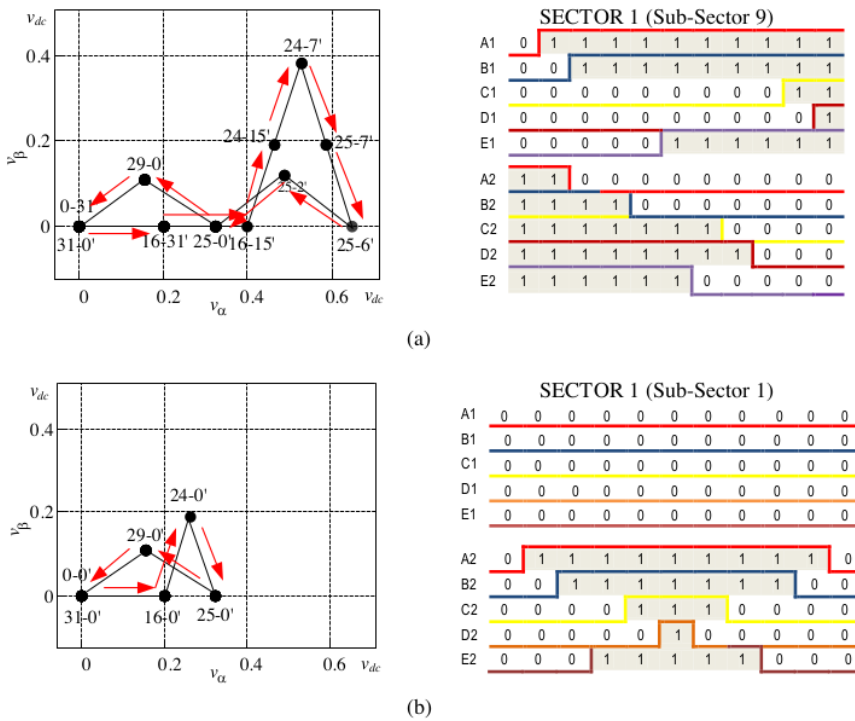 v_dc
0.4
0.2
0
v_β
24-7'
24-15'
25-7'
29-0
25-2'
0-31
31-0'
16-31'
25-0'
16-15'
25-6'
0
0.2
0.4
0.6
v_α
v_dc
SECTOR 1 (Sub-Sector 9)
A1 0 1 1 1 1 1 1 1 1 1 1
B1 0 0 1 1 1 1 1 1 1 1 1
C1 0 0 0 0 0 0 0 0 0 1 1
D1 0 0 0 0 0 0 0 0 0 0 1
E1 0 0 0 0 0 1 1 1 1 1 1
A2 1 1 0 0 0 0 0 0 0 0 0
B2 1 1 1 1 0 0 0 0 0 0 0
C2 1 1 1 1 1 1 1 0 0 0 0
D2 1 1 1 1 1 1 1 1 0 0 0
E2 1 1 1 1 1 1 0 0 0 0 0
(a)
v_dc
0.4
0.2
0
v_β
24-0'
29-0'
0-0'
31-0'
16-0'
25-0'
0
0.2
0.4
0.6
v_α
v_dc
SECTOR 1 (Sub-Sector 1)
A1 0 0 0 0 0 0 0 0 0 0 0
B1 0 0 0 0 0 0 0 0 0 0 0
C1 0 0 0 0 0 0 0 0 0 0 0
D1 0 0 0 0 0 0 0 0 0 0 0
E1 0 0 0 0 0 0 0 0 0 0 0
A2 0 1 1 1 1 1 1 1 1 1 0
B2 0 0 1 1 1 1 1 1 1 0 0
C2 0 0 0 0 1 1 1 0 0 0 0
D2 0 0 0 0 0 1 0 0 0 0 0
E2 0 0 0 1 1 1 1 1 0 0 0
(b)